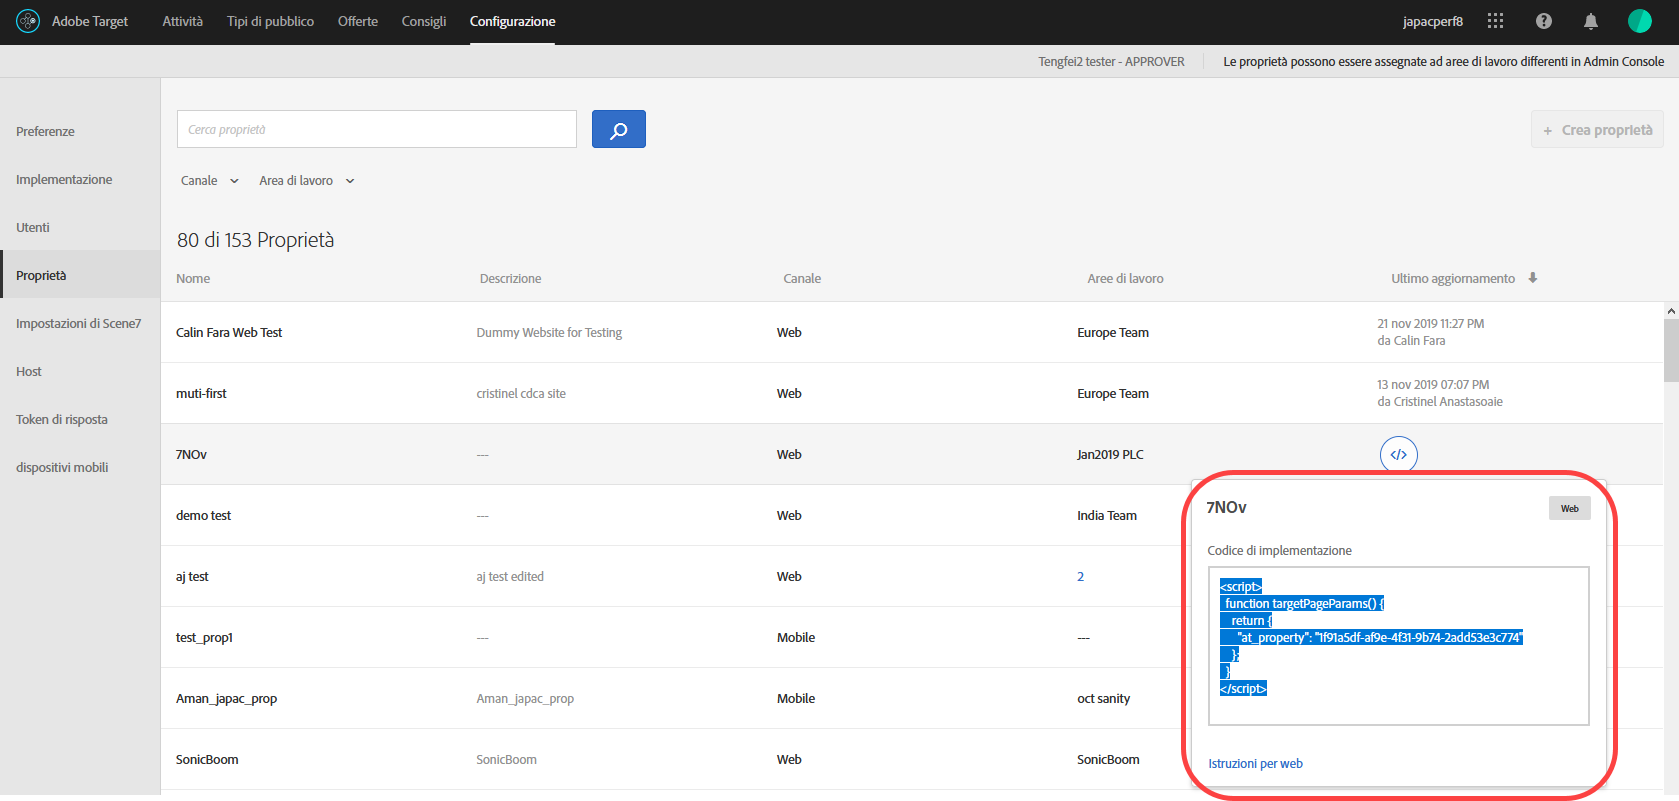 Adobe Target
Attività
Tipi di pubblico
Offerte
Consigli
Configurazione
japacperf8
Tengfei2 tester - APPROVER
Le proprietà possono essere assegnate ad aree di lavoro differenti in Admin Console
Preferenze
Implementazione
Utenti
Proprietà
Impostazioni di Scene7
Host
Token di risposta
dispositivi mobili
Cerca proprietà
+ Crea proprietà
Canale
Area di lavoro
80 di 153 Proprietà
Nome
Descrizione
Canale
Aree di lavoro
Ultimo aggiornamento
Calin Fara Web Test
Dummy Website for Testing
Web
Europe Team
21 nov 2019 11:27 PM
da Calin Fara
muti-first
cristinel cdca site
Web
Europe Team
13 nov 2019 07:07 PM
da Cristinel Anastasoaie
7NOv
---
Web
Jan2019 PLC
</>
demo test
---
Web
India Team
aj test
aj test edited
Web
2
test_prop1
---
Mobile
---
Aman_japac_prop
Aman_japac_prop
Mobile
oct sanity
SonicBoom
SonicBoom
Web
SonicBoom
7NOv
Web
Codice di implementazione
<script>
function targetPageParams() {
return {
"at_property": "1f91a5df-af9e-4f31-9b74-2add53e3c774"
};
}
</script>
Istruzioni per web